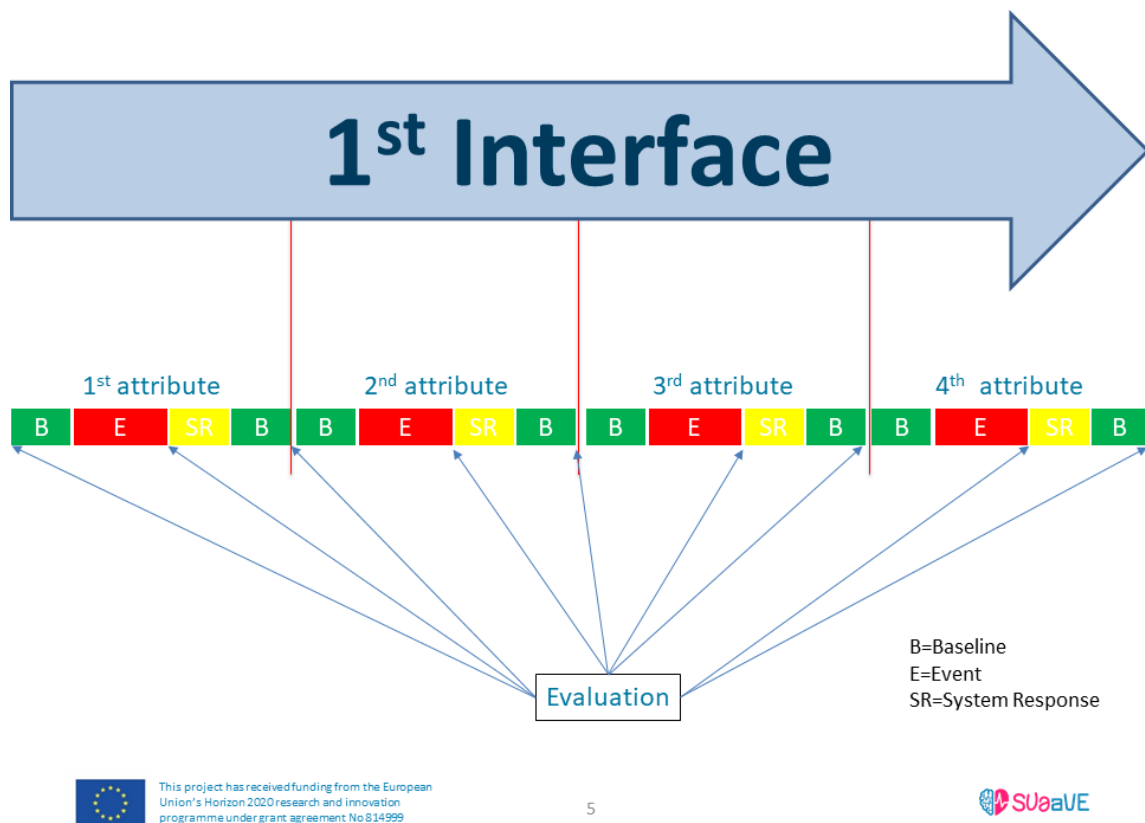 1st Interface
1st attribute
2nd attribute
3rd attribute
4th attribute
B E SR B B E SR B B E SR B B E SR B
Evaluation
B=Baseline
E=Event
SR=System Response
This project has received funding from the European
Union's Horizon 2020 research and innovation
programme under grant agreement No 814999
5
SUaaVE